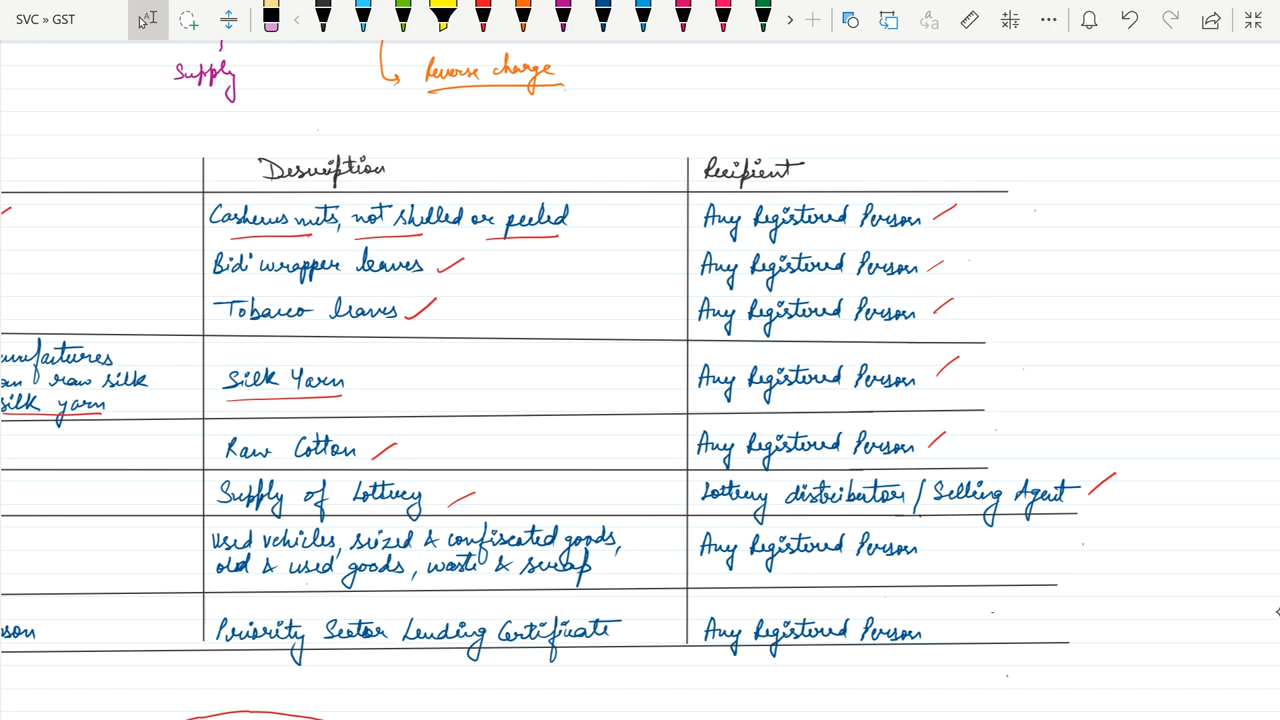 SVC » GST
Supply
Reverse charge
Description Recipient
Cashews nuts, not shelled or peeled Any Registered Person
Bidi wrapper leaves Any Registered Person
Tobacco leaves Any Registered Person
raw silk
silk yarn
Silk Yarn Any Registered Person
Raw Cotton Any Registered Person
Supply of Lottery Lottery distributor / Selling Agent
Used vehicles, sized & confiscated goods,
old & used goods, waste & scrap Any Registered Person
Priority Sector Lending Certificate Any Registered Person